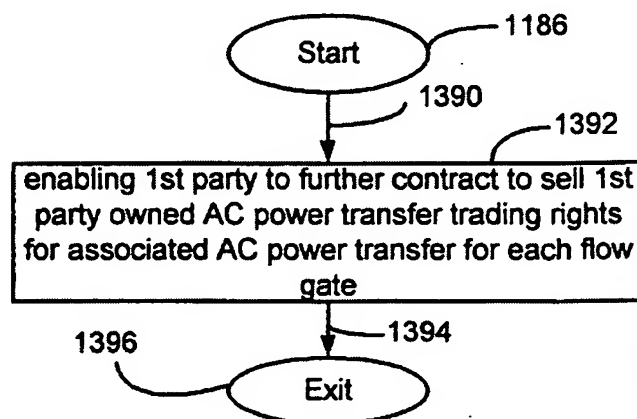 Start
1186
1390
1392
enabling 1st party to further contract to sell 1st
party owned AC power transfer trading rights
for associated AC power transfer for each flow
gate
1394
1396
Exit